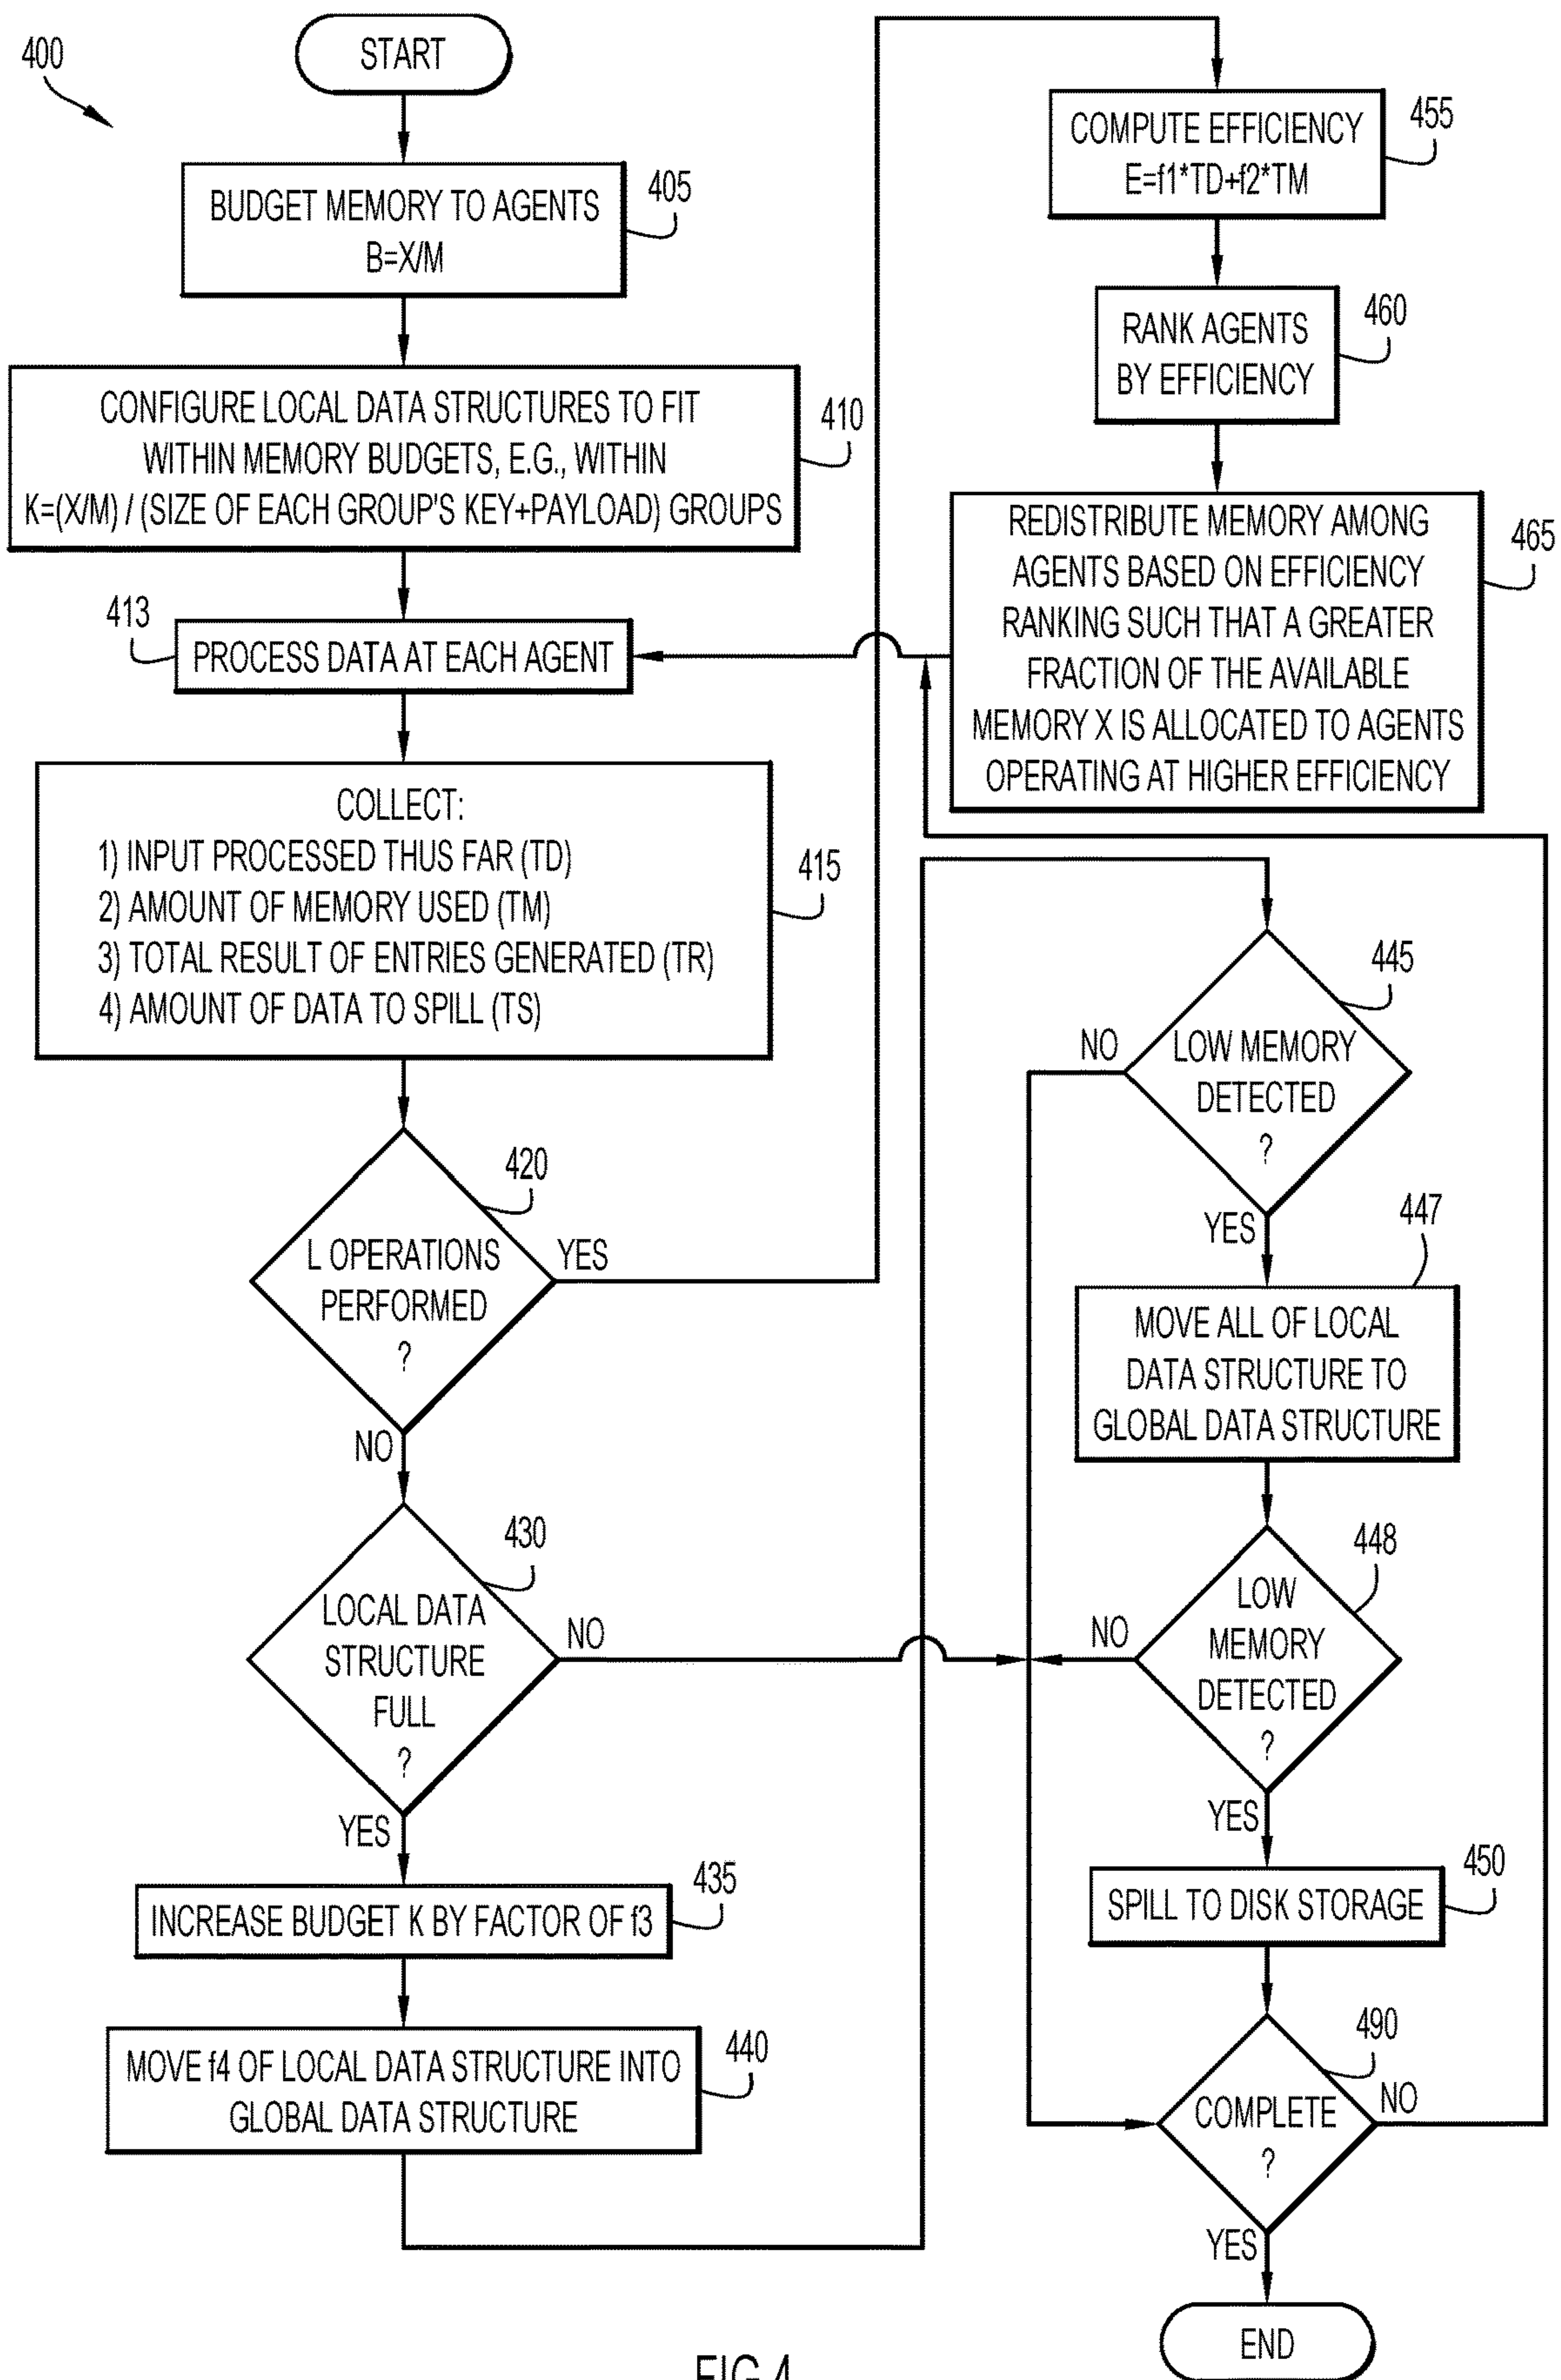 400
START
BUDGET MEMORY TO AGENTS
B=X/M
405
CONFIGURE LOCAL DATA STRUCTURES TO FIT
WITHIN MEMORY BUDGETS, E.G., WITHIN
K=(X/M) / (SIZE OF EACH GROUP'S KEY+PAYLOAD) GROUPS
410
413
PROCESS DATA AT EACH AGENT
COLLECT:
1) INPUT PROCESSED THUS FAR (TD)
2) AMOUNT OF MEMORY USED (TM)
3) TOTAL RESULT OF ENTRIES GENERATED (TR)
4) AMOUNT OF DATA TO SPILL (TS)
415
420
L OPERATIONS
PERFORMED
?
YES
NO
430
LOCAL DATA
STRUCTURE
FULL
?
NO
YES
435
INCREASE BUDGET K BY FACTOR OF f3
MOVE f4 OF LOCAL DATA STRUCTURE INTO
GLOBAL DATA STRUCTURE
440
COMPUTE EFFICIENCY
E=f1*TD+f2*TM
455
RANK AGENTS
BY EFFICIENCY
460
REDISTRIBUTE MEMORY AMONG
AGENTS BASED ON EFFICIENCY
RANKING SUCH THAT A GREATER
FRACTION OF THE AVAILABLE
MEMORY X IS ALLOCATED TO AGENTS
OPERATING AT HIGHER EFFICIENCY
465
445
NO
LOW MEMORY
DETECTED
?
YES
447
MOVE ALL OF LOCAL
DATA STRUCTURE TO
GLOBAL DATA STRUCTURE
448
LOW
MEMORY
DETECTED
?
NO
YES
450
SPILL TO DISK STORAGE
490
COMPLETE
?
NO
YES
END
FIG.4